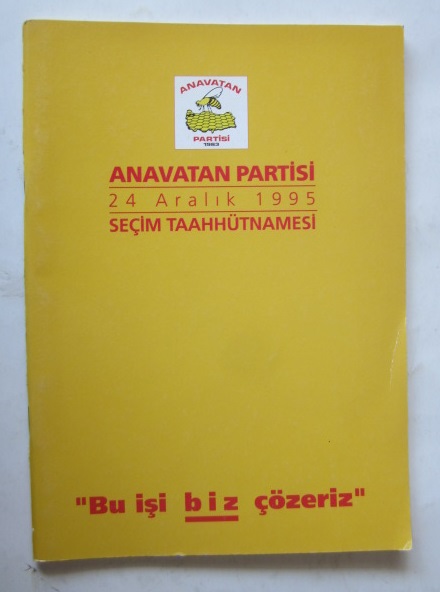 ANAVATAN
PARTİSİ
1983
ANAVATAN PARTİSİ
24 Aralık 1995
SEÇİM TAAHHÜTNAMESİ
"Bu işi biz çözeriz"